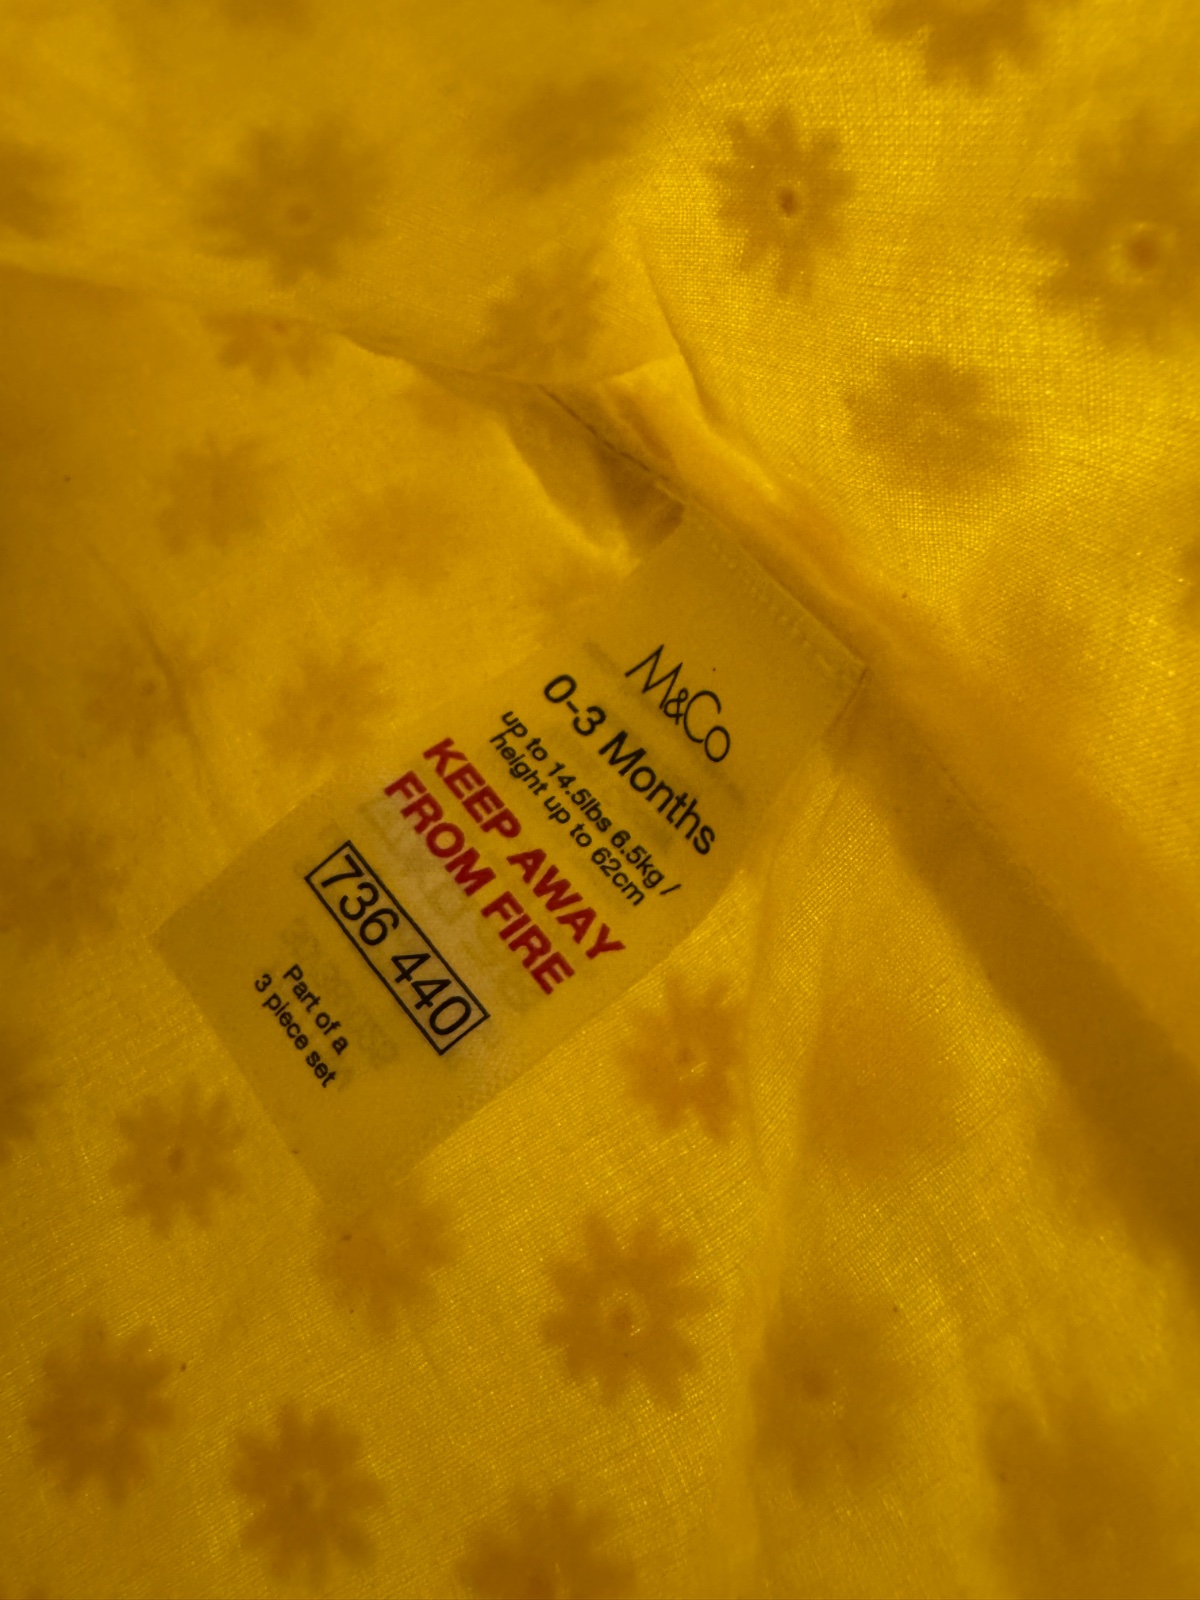 M&Co
0-3 Months
up to 14.5lbs 6.5kg /
height up to 62cm
KEEP AWAY
FROM FIRE
736 440
Part of a
3 piece set